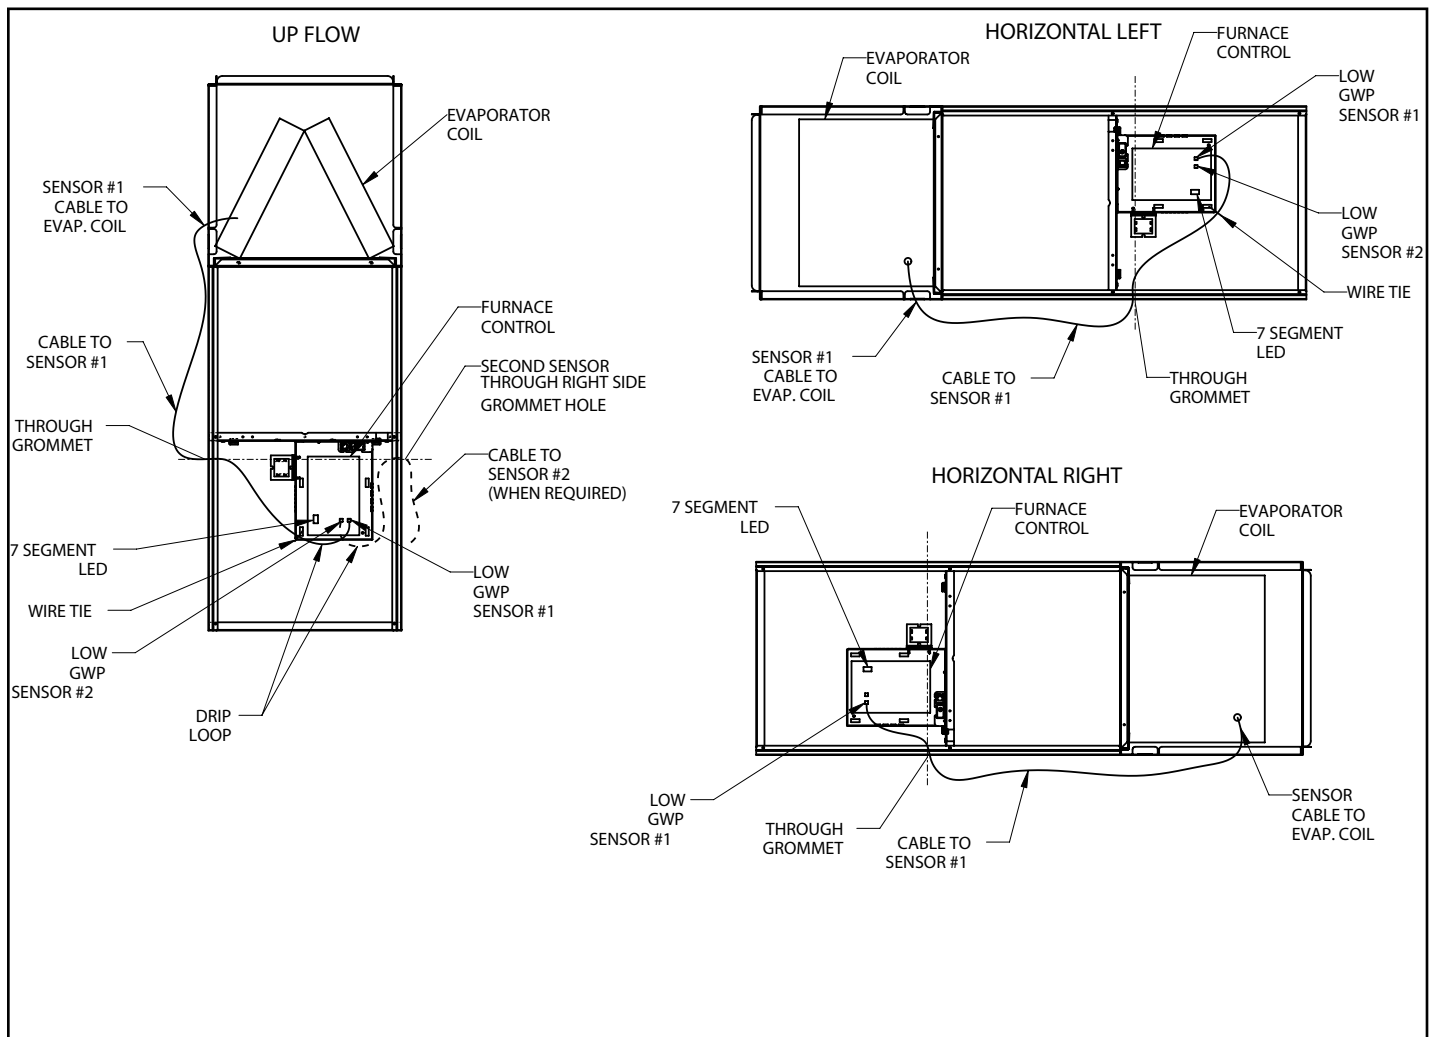 UP FLOW
EVAPORATOR
COIL
SENSOR #1
CABLE TO
EVAP. COIL
FURNACE
CONTROL
CABLE TO
SENSOR #1
SECOND SENSOR
THROUGH RIGHT SIDE
GROMMET HOLE
THROUGH
GROMMET
CABLE TO
SENSOR #2
(WHEN REQUIRED)
7 SEGMENT
LED
LOW
GWP
SENSOR #1
WIRE TIE
LOW
GWP
SENSOR #2
DRIP
LOOP
HORIZONTAL LEFT
FURNACE
CONTROL
EVAPORATOR
COIL
LOW
GWP
SENSOR #1
LOW
GWP
SENSOR #2
WIRE TIE
7 SEGMENT
LED
SENSOR #1
CABLE TO
EVAP. COIL
CABLE TO
SENSOR #1
THROUGH
GROMMET
HORIZONTAL RIGHT
7 SEGMENT
LED
FURNACE
CONTROL
EVAPORATOR
COIL
LOW
GWP
SENSOR #1
THROUGH
GROMMET
CABLE TO
SENSOR #1
SENSOR
CABLE TO
EVAP. COIL